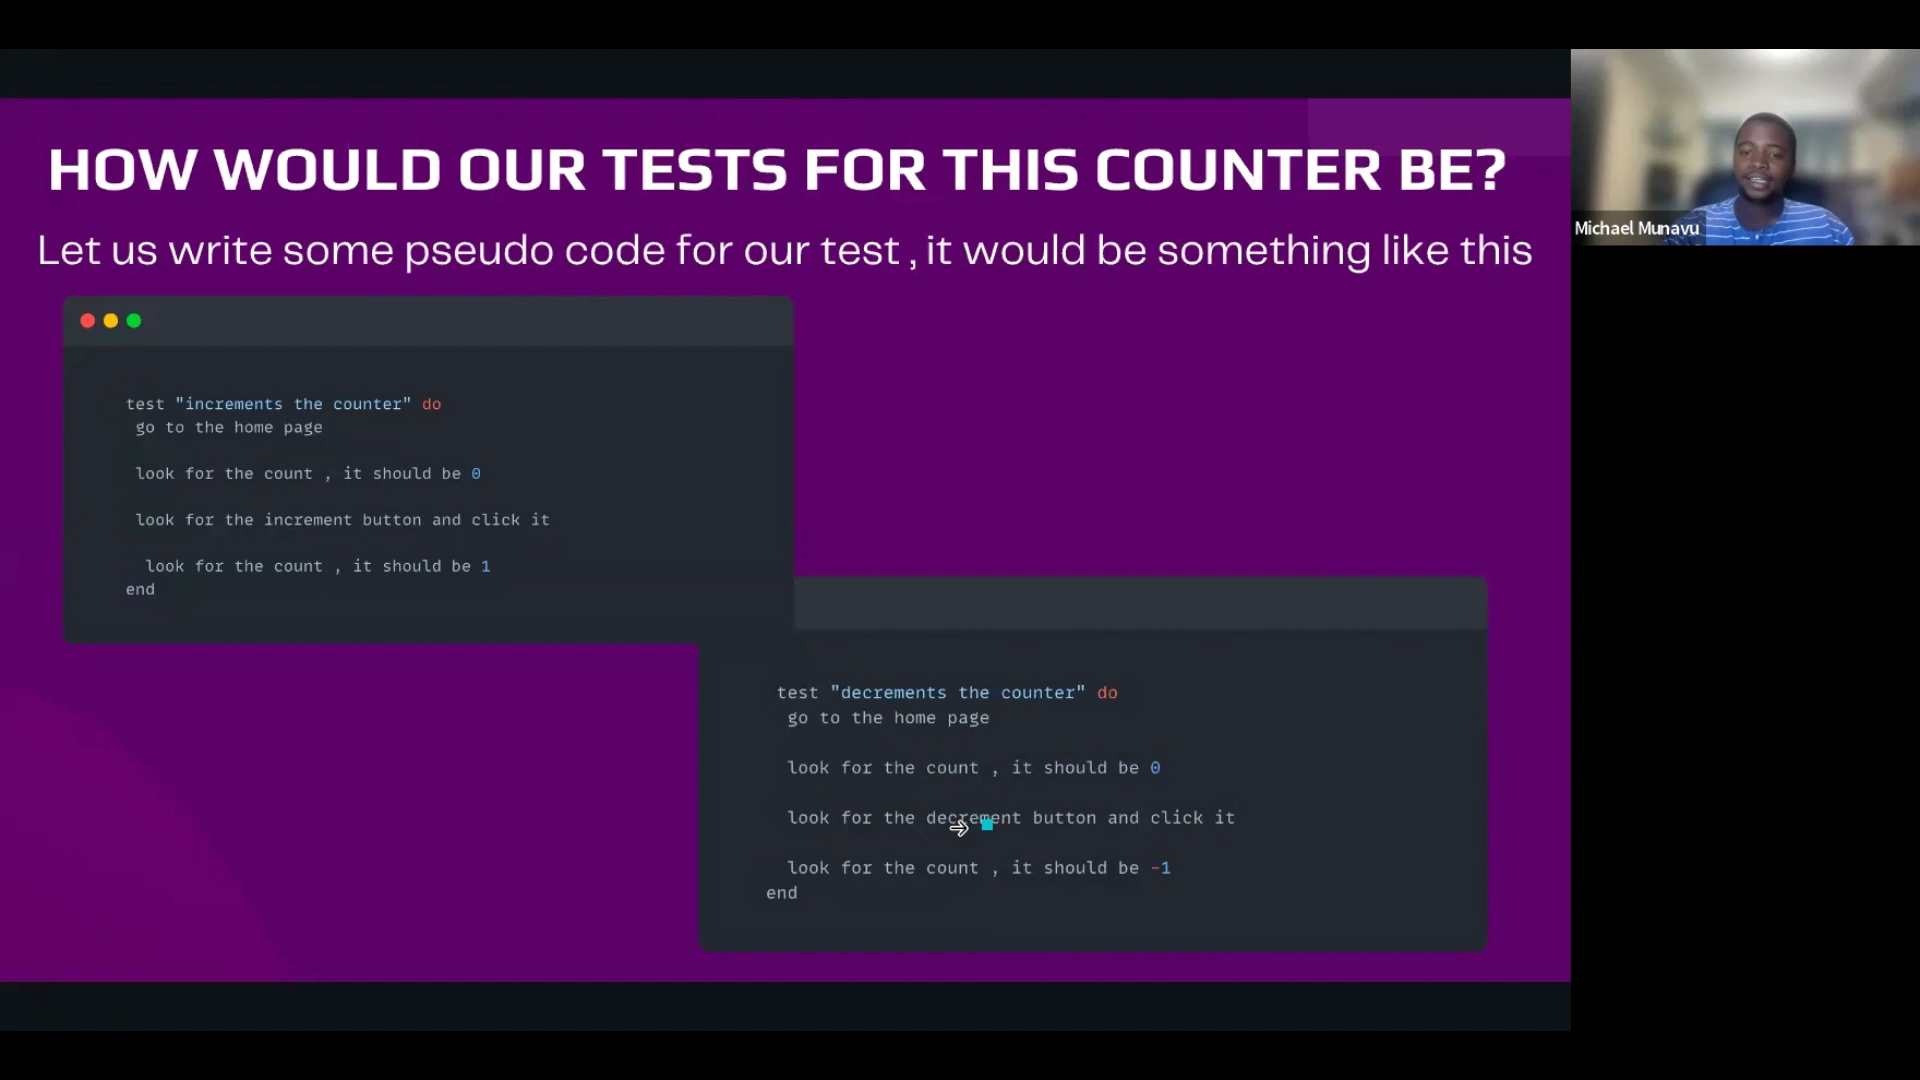 HOW WOULD OUR TESTS FOR THIS COUNTER BE?
Let us write some pseudo code for our test , it would be something like this
test "increments the counter" do
go to the home page
look for the count , it should be 0
look for the increment button and click it
look for the count , it should be 1
end
test "decrements the counter" do
go to the home page
look for the count , it should be 0
look for the decrement button and click it
look for the count , it should be -1
end
Michael Munavu